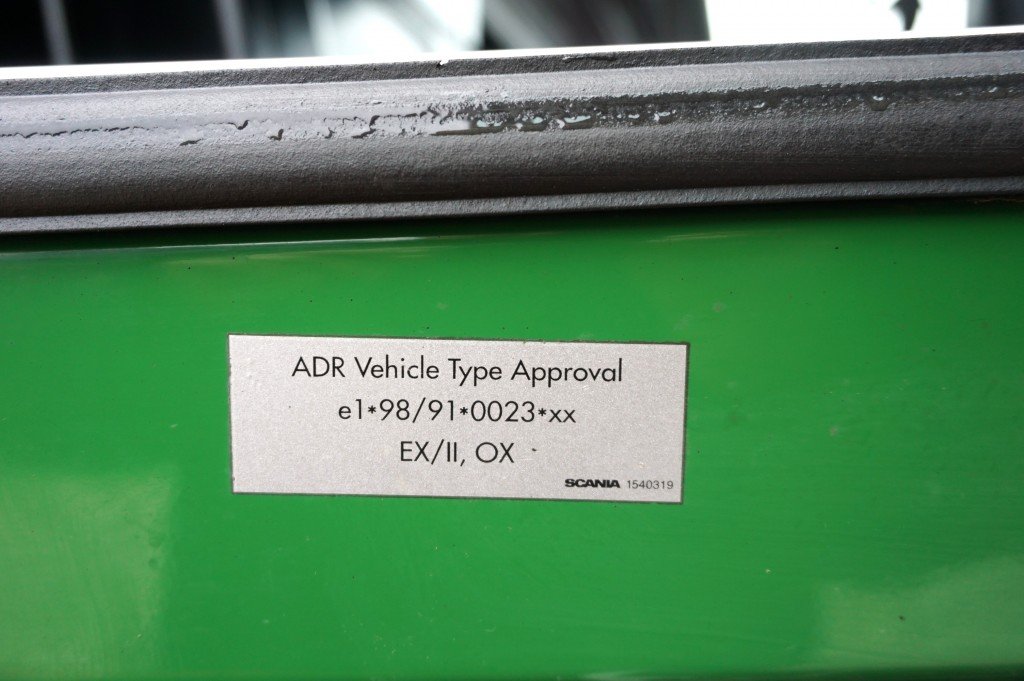 ADR Vehicle Type Approval
e1*98/91*0023*xx
EX/II, OX
SCANIA 1540319